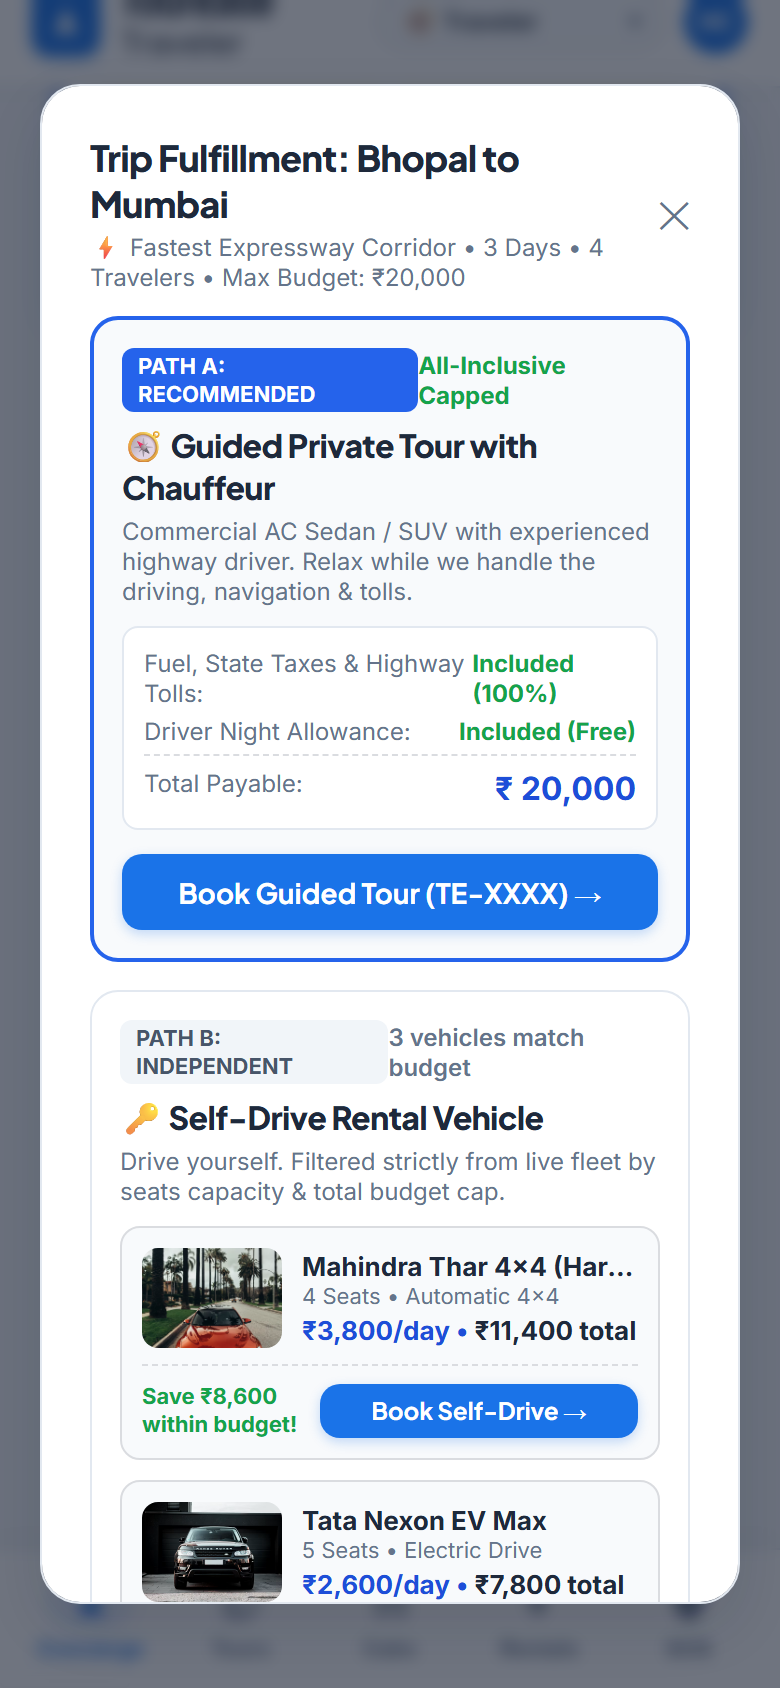 Traveler
Traveler
Trip Fulfillment: Bhopal to
Mumbai
⚡ Fastest Expressway Corridor • 3 Days • 4
Travelers • Max Budget: ₹20,000
PATH A:
RECOMMENDED
All-Inclusive
Capped
🧭 Guided Private Tour with
Chauffeur
Commercial AC Sedan / SUV with experienced
highway driver. Relax while we handle the
driving, navigation & tolls.
Fuel, State Taxes & Highway
Tolls:
Included
(100%)
Driver Night Allowance: Included (Free)
Total Payable: ₹ 20,000
Book Guided Tour (TE-XXXX) →
PATH B:
INDEPENDENT
3 vehicles match
budget
🔑 Self-Drive Rental Vehicle
Drive yourself. Filtered strictly from live fleet by
seats capacity & total budget cap.
Mahindra Thar 4x4 (Har...
4 Seats • Automatic 4x4
₹3,800/day • ₹11,400 total
Save ₹8,600
within budget!
Book Self-Drive →
Tata Nexon EV Max
5 Seats • Electric Drive
₹2,600/day • ₹7,800 total